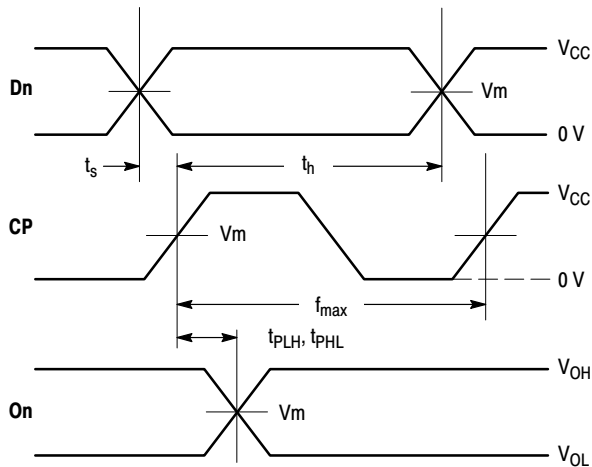 V_CC
Dn
Vm
0 V
t_s
t_h
V_CC
CP
Vm
0 V
f_max
t_PLH, t_PHL
V_OH
On
Vm
V_OL